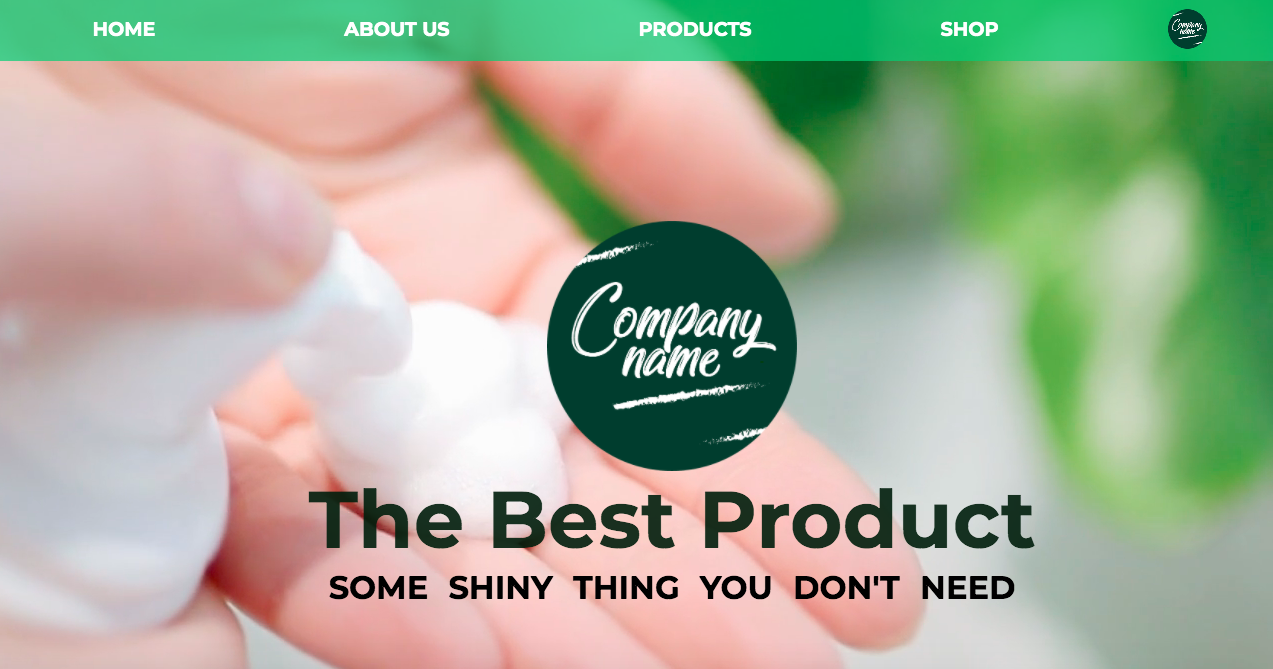 HOME ABOUT US PRODUCTS SHOP Company
name
Company
name
The Best Product
SOME SHINY THING YOU DON'T NEED